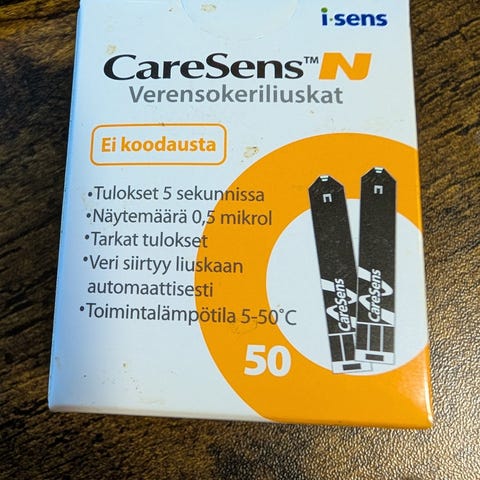 i·sens
CareSens™ N
Verensokeriliuskat
Ei koodausta
•Tulokset 5 sekunnissa
•Näytemäärä 0,5 mikrol
•Tarkat tulokset
•Veri siirtyy liuskaan
automaattisesti
•Toimintalämpötila 5-50°C
CareSens
CareSens
50